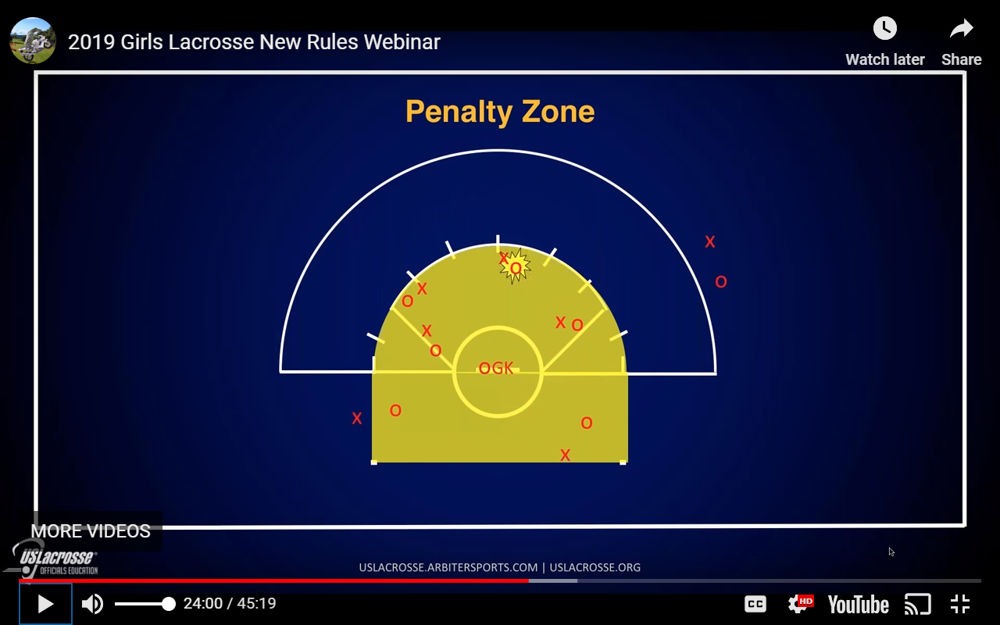 2019 Girls Lacrosse New Rules Webinar
Watch later
Share
Penalty Zone
X
O
X
O
X
O
X
O
X
O
OGK
X
O
O
X
MORE VIDEOS
USLacrosse
OFFICIALS EDUCATION
USLACROSSE.ARBITERSPORTS.COM | USLACROSSE.ORG
24:00 / 45:19
CC
HD
YouTube